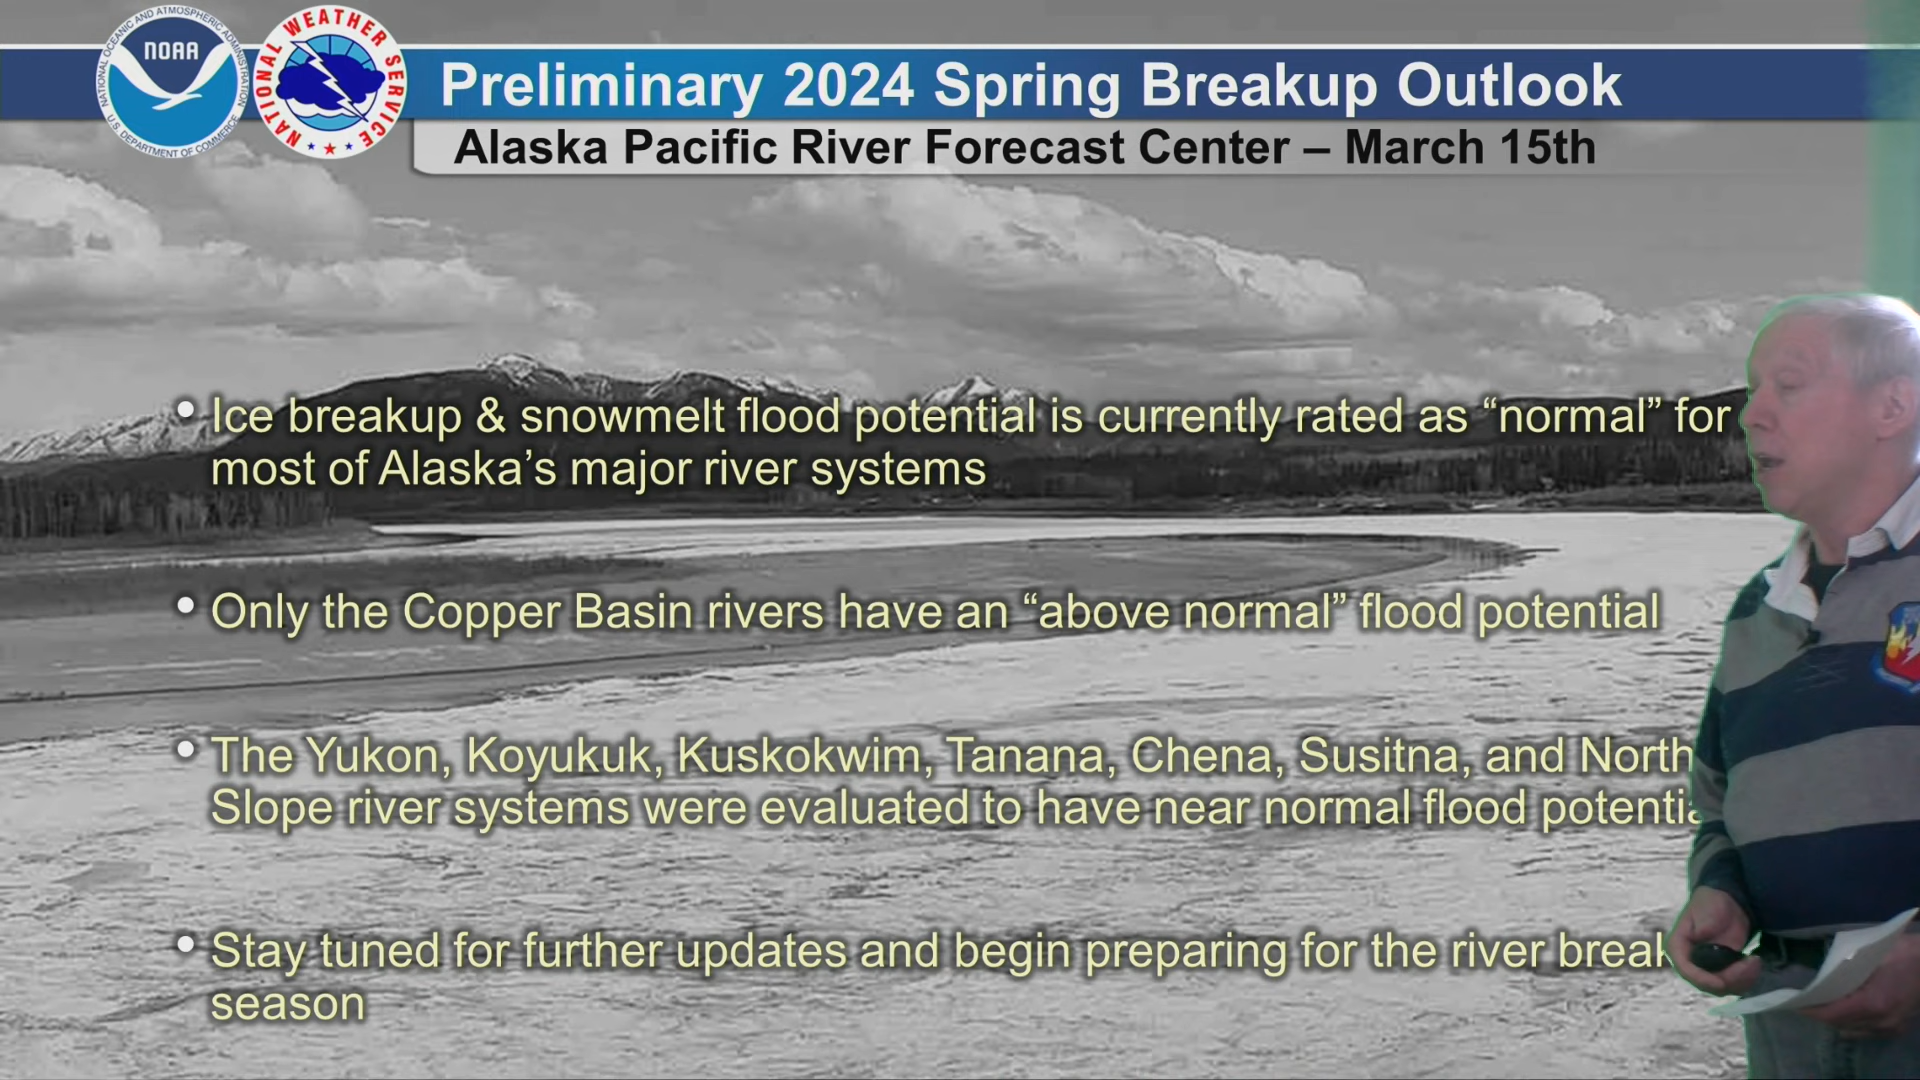 NOAA
NATIONAL OCEANIC AND ATMOSPHERIC ADMINISTRATION
U.S. DEPARTMENT OF COMMERCE
NATIONAL WEATHER SERVICE
Preliminary 2024 Spring Breakup Outlook
Alaska Pacific River Forecast Center – March 15th
• Ice breakup & snowmelt flood potential is currently rated as “normal” for
most of Alaska’s major river systems
• Only the Copper Basin rivers have an “above normal” flood potential
• The Yukon, Koyukuk, Kuskokwim, Tanana, Chena, Susitna, and North
Slope river systems were evaluated to have near normal flood potentia
• Stay tuned for further updates and begin preparing for the river break
season